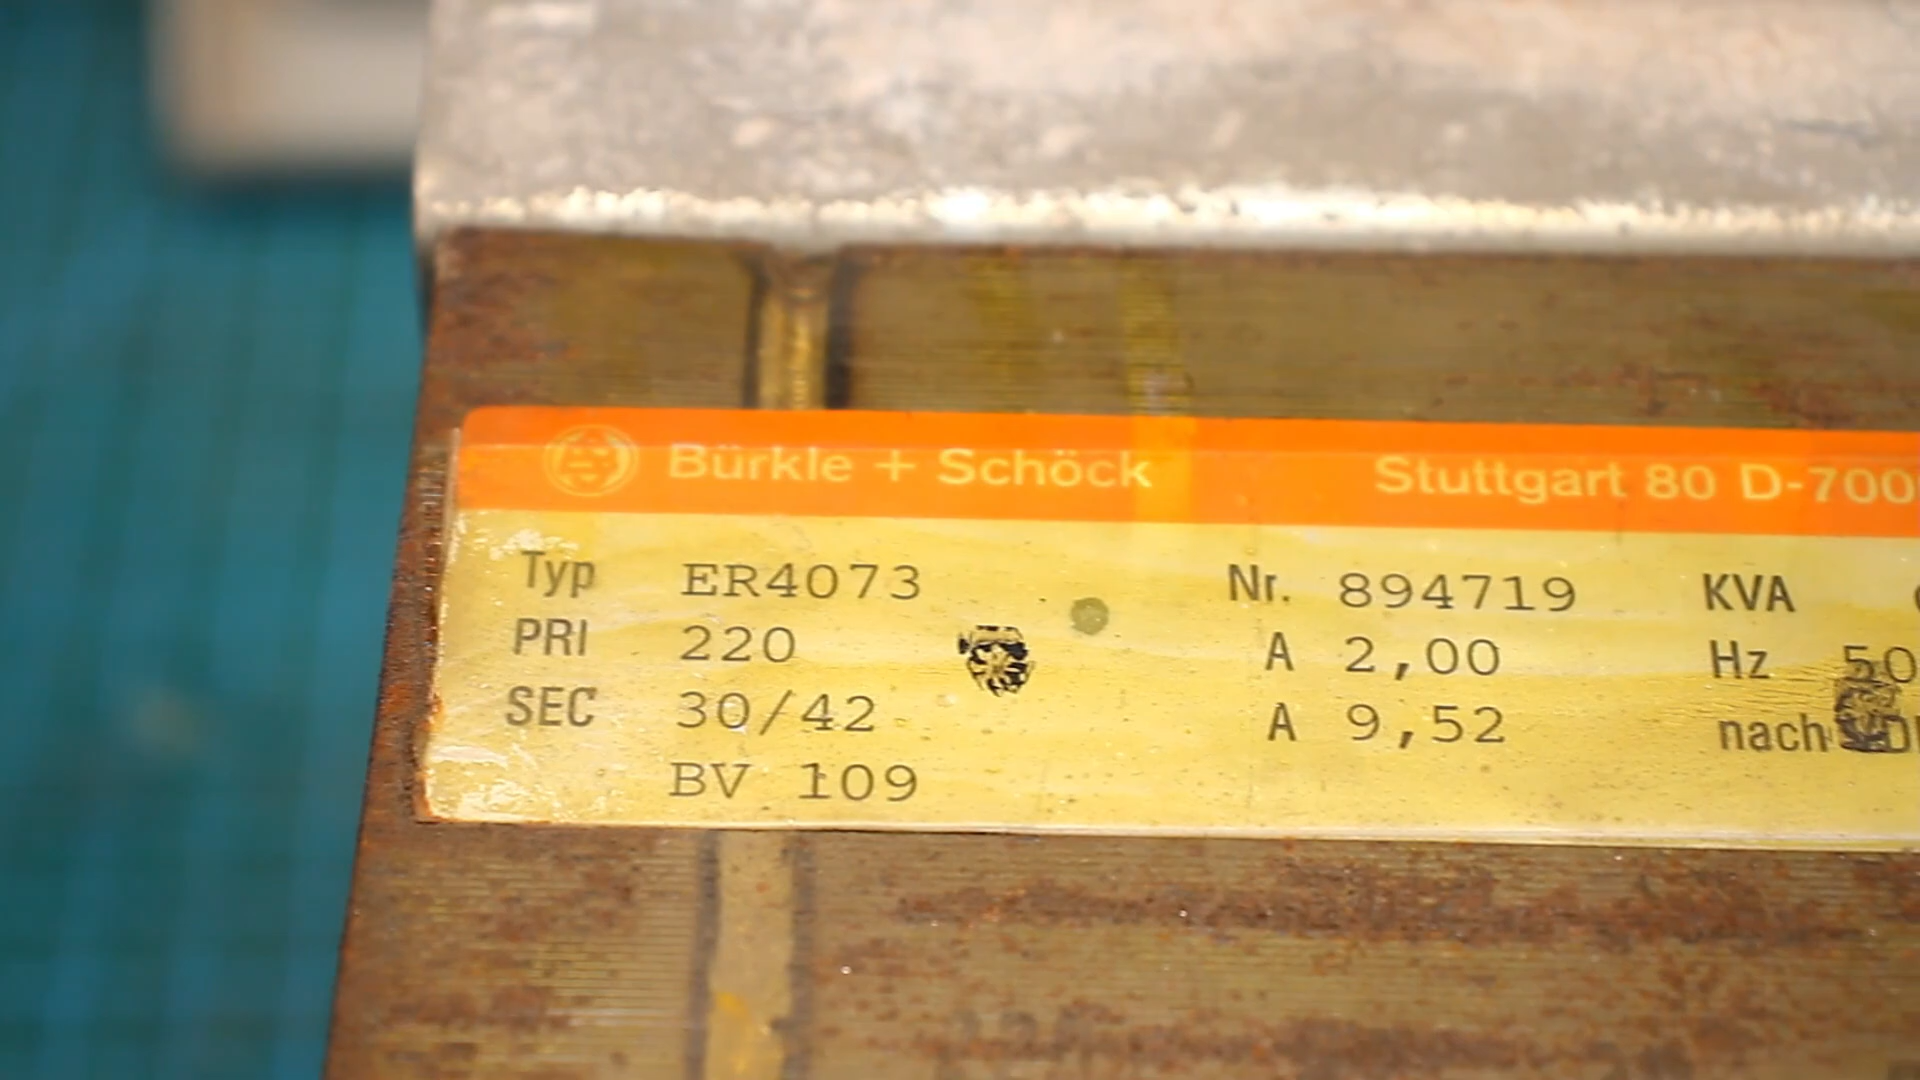 Bürkle + Schöck Stuttgart 80 D-700
Typ ER4073 Nr. 894719 KVA
PRI 220 A 2,00 Hz 50
SEC 30/42 A 9,52 nach
BV 109